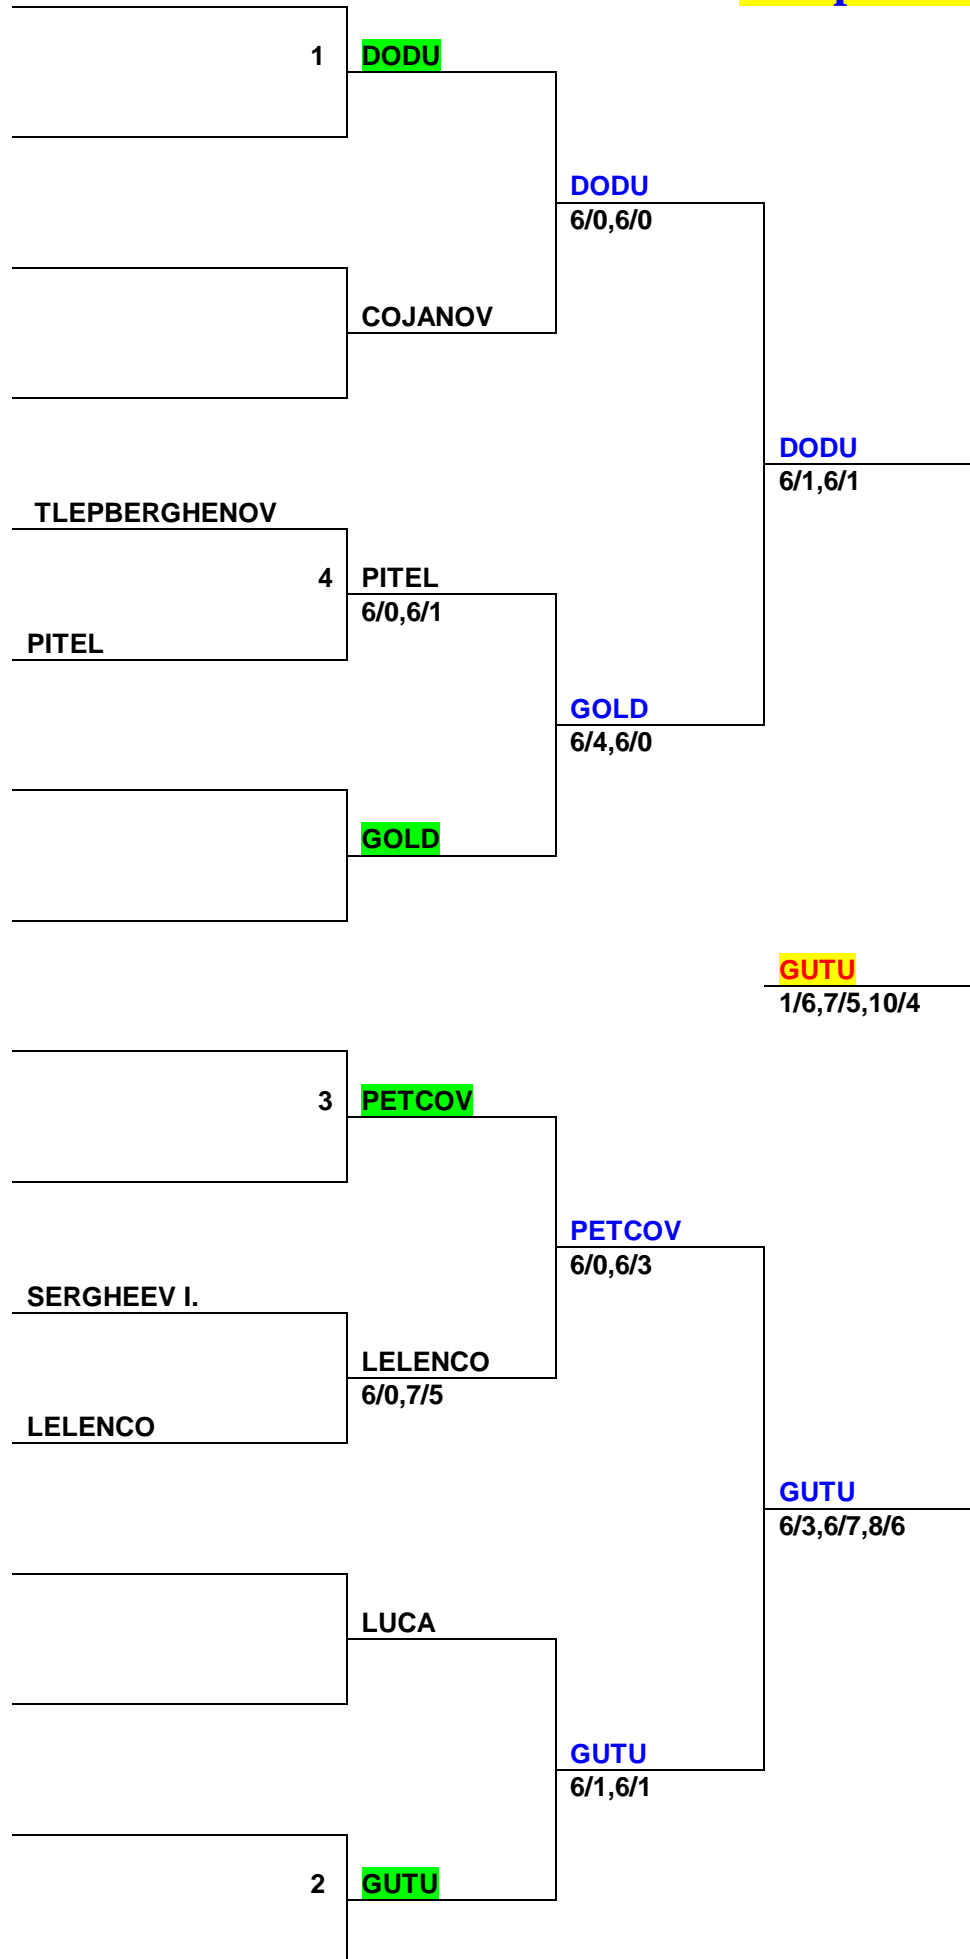 1 DODU
DODU
6/0,6/0
COJANOV
DODU
6/1,6/1
TLEPBERGHENOV
4 PITEL
6/0,6/1
PITEL
GOLD
6/4,6/0
GOLD
GUTU
1/6,7/5,10/4
3 PETCOV
PETCOV
6/0,6/3
SERGHEEV I.
LELENCO
6/0,7/5
LELENCO
GUTU
6/3,6/7,8/6
LUCA
GUTU
6/1,6/1
2 GUTU